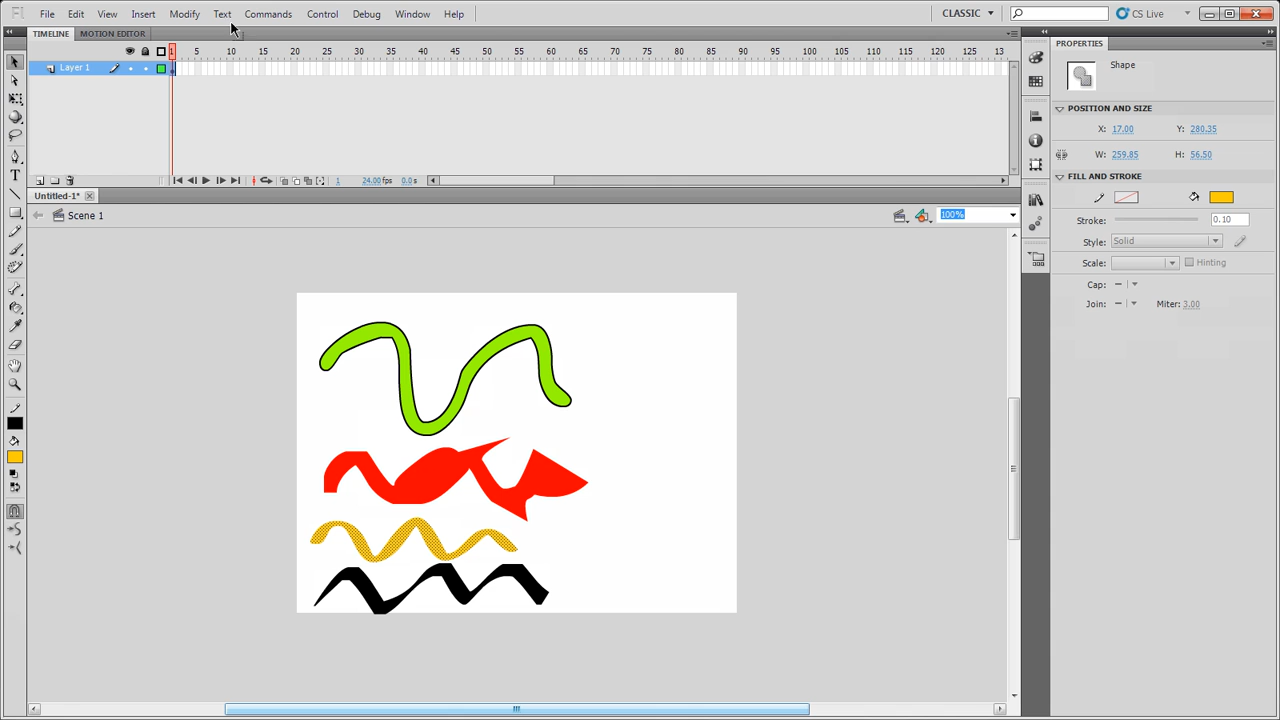 Fl File Edit View Insert Modify Text Commands Control Debug Window Help CLASSIC CS Live
TIMELINE MOTION EDITOR
1 5 10 15 20 25 30 35 40 45 50 55 60 65 70 75 80 85 90 95 100 105 110 115 120 125 13
Layer 1
1 24.00 fps 0.0 s
Untitled-1*
Scene 1 100%
PROPERTIES
Shape
POSITION AND SIZE
X: 17.00 Y: 280.35
W: 259.85 H: 56.50
FILL AND STROKE
Stroke: 0.10
Style: Solid
Scale: Hinting
Cap:
Join: Miter: 3.00